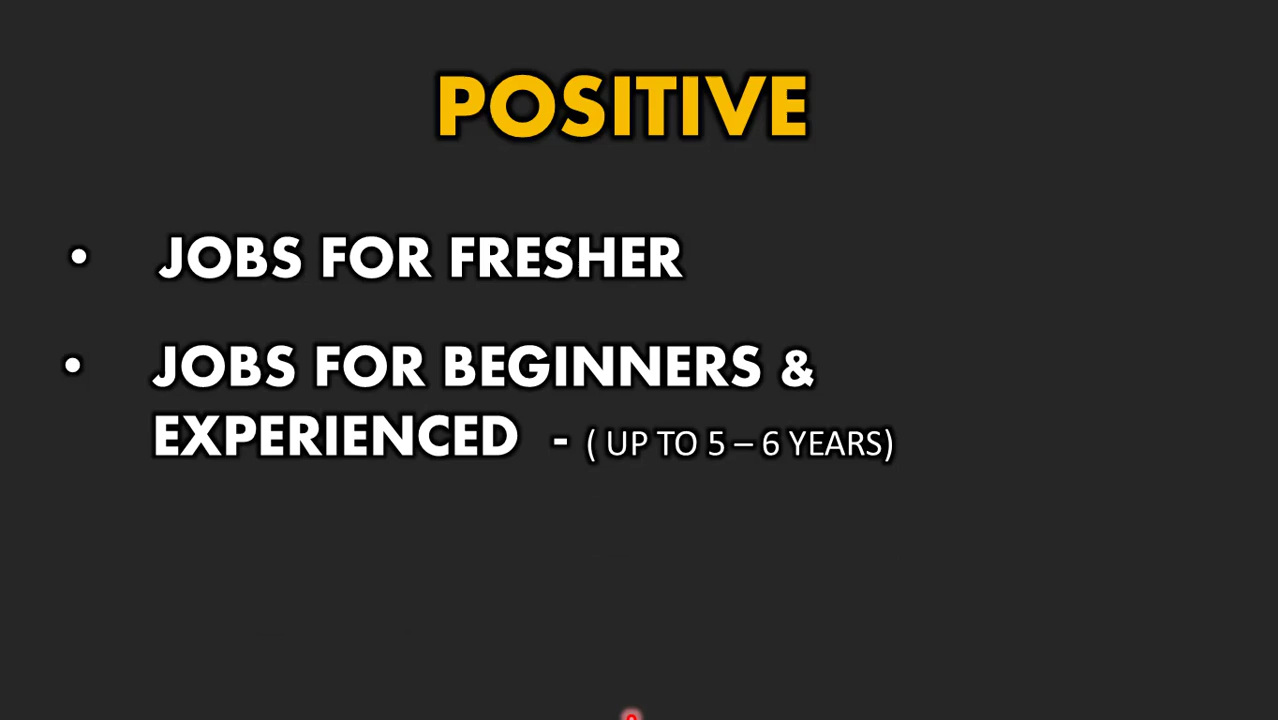 POSITIVE
• JOBS FOR FRESHER
• JOBS FOR BEGINNERS &
EXPERIENCED - ( UP TO 5 – 6 YEARS)